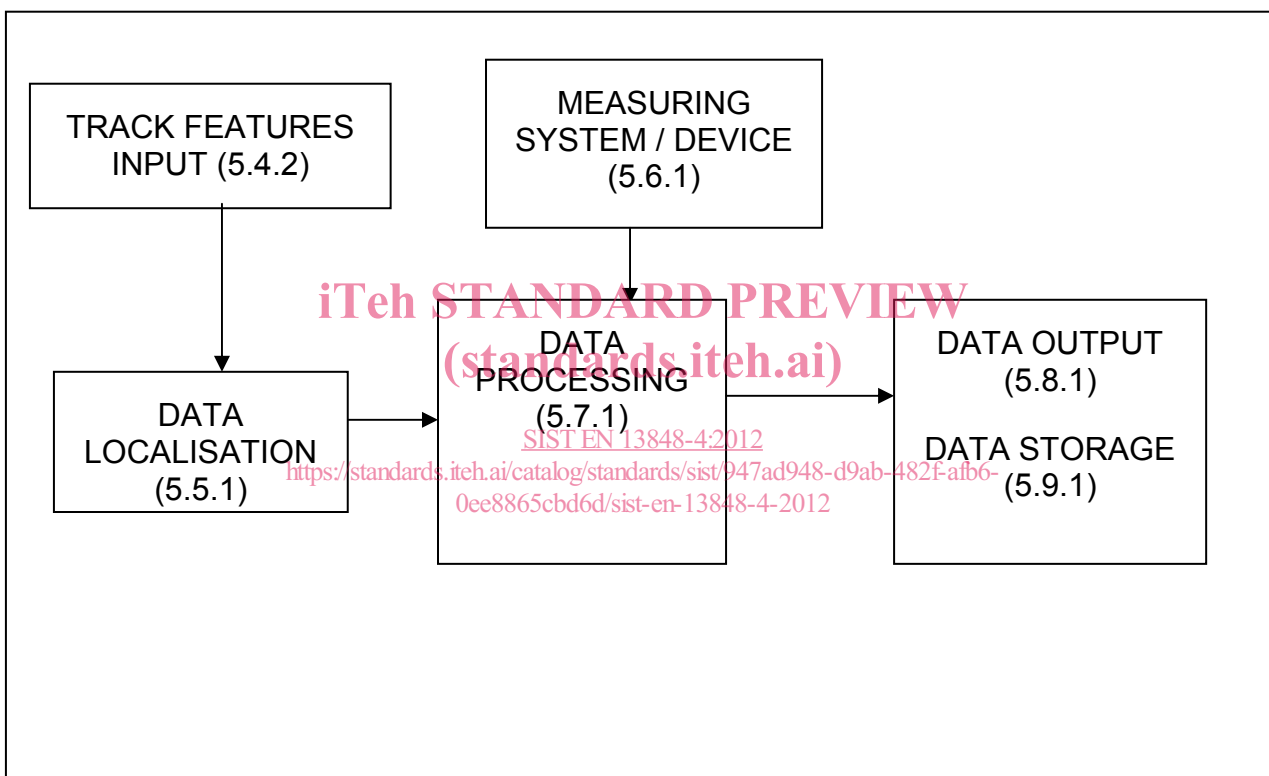 TRACK FEATURES
INPUT (5.4.2)
MEASURING
SYSTEM / DEVICE
(5.6.1)
iTeh STANDARD PREVIEW
(standards.iteh.ai)
DATA
LOCALISATION
(5.5.1)
DATA
PROCESSING
(5.7.1)
DATA OUTPUT
(5.8.1)
DATA STORAGE
(5.9.1)
SIST EN 13848-4:2012
https://standards.iteh.ai/catalog/standards/sist/947ad948-d9ab-482f-afb6-
0ee8865cbd6d/sist-en-13848-4-2012